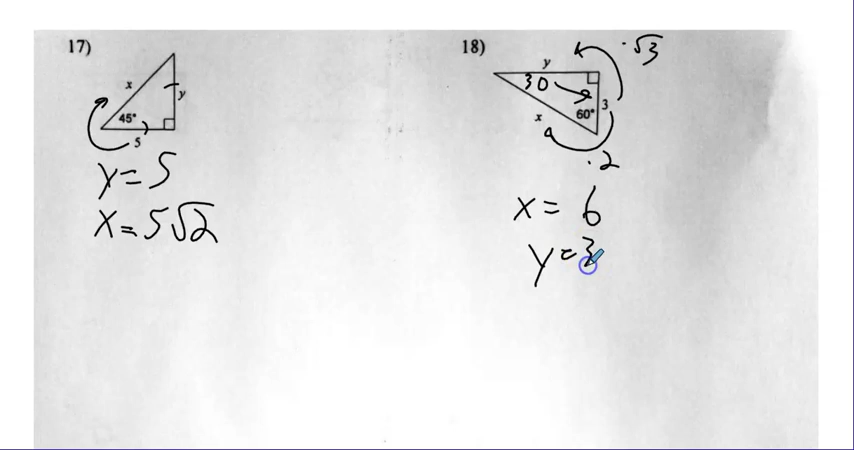 17)
x
y
45°
5
y = 5
x = 5√2
18)
· √3
y
30
3
60°
x
· 2
x = 6
y = 3